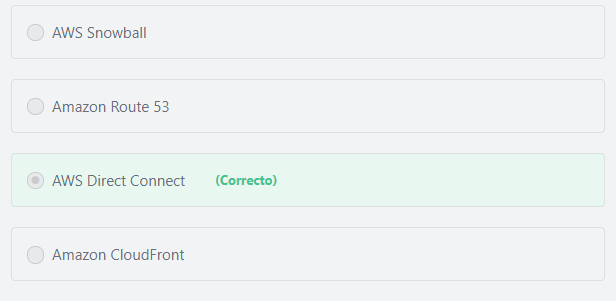 AWS Snowball
Amazon Route 53
AWS Direct Connect (Correcto)
Amazon CloudFront